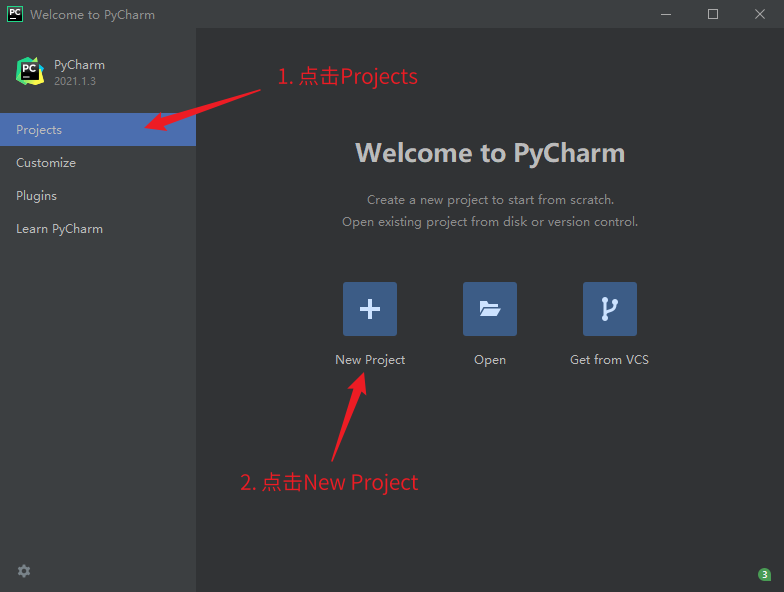 PC Welcome to PyCharm
PC PyCharm
2021.1.3
1. 点击Projects
Projects
Customize
Plugins
Learn PyCharm
Welcome to PyCharm
Create a new project to start from scratch.
Open existing project from disk or version control.
New Project
Open
Get from VCS
2. 点击New Project
3